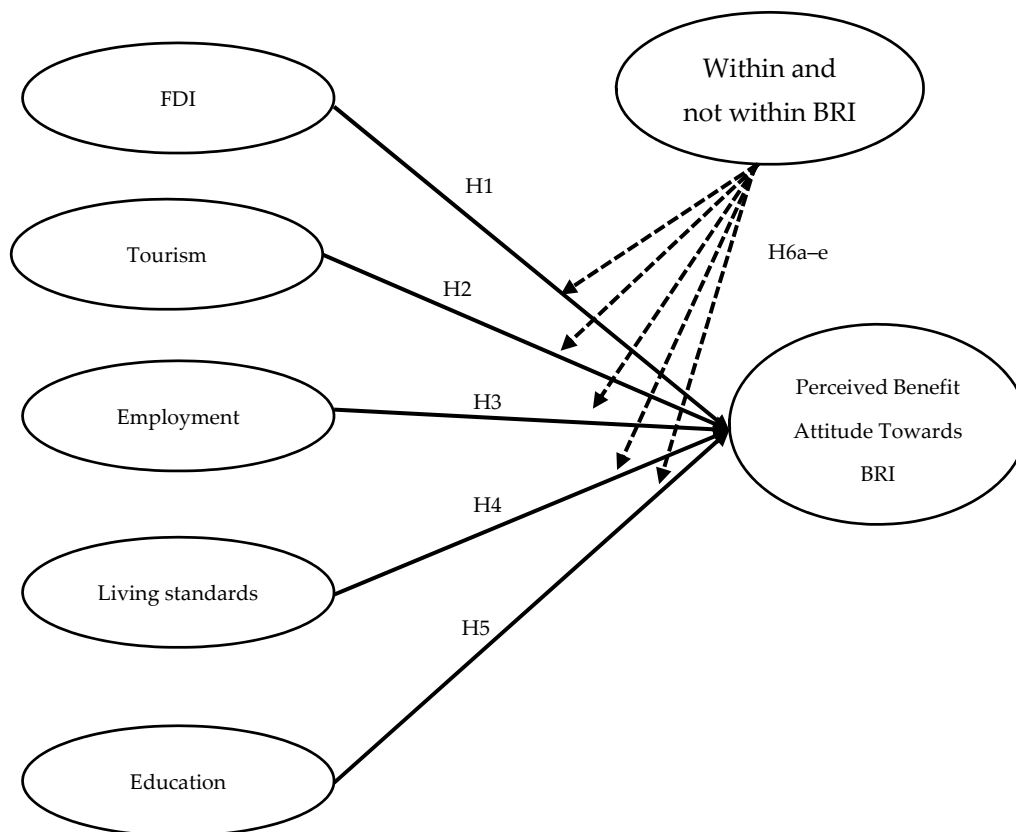 FDI
Within and
not within BRI
H1
Tourism
H6a–e
H2
Employment
H3
Perceived Benefit
Attitude Towards
BRI
H4
Living standards
H5
Education